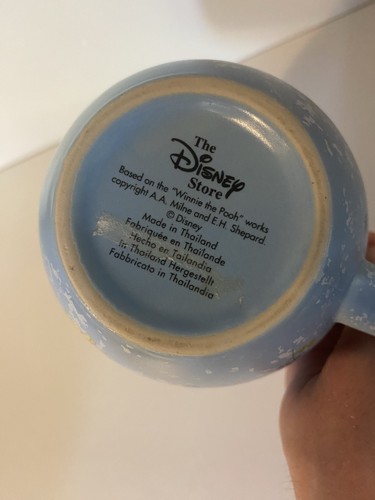 The
Disney
Store
Based on the "Winnie the Pooh" works
copyright A.A. Milne and E.H. Shepard.
© Disney
Made in Thailand
Fabriquée en Thaïlande
Hecho en Tailandia
In Thailand Hergestellt
Fabbricato in Thailandia